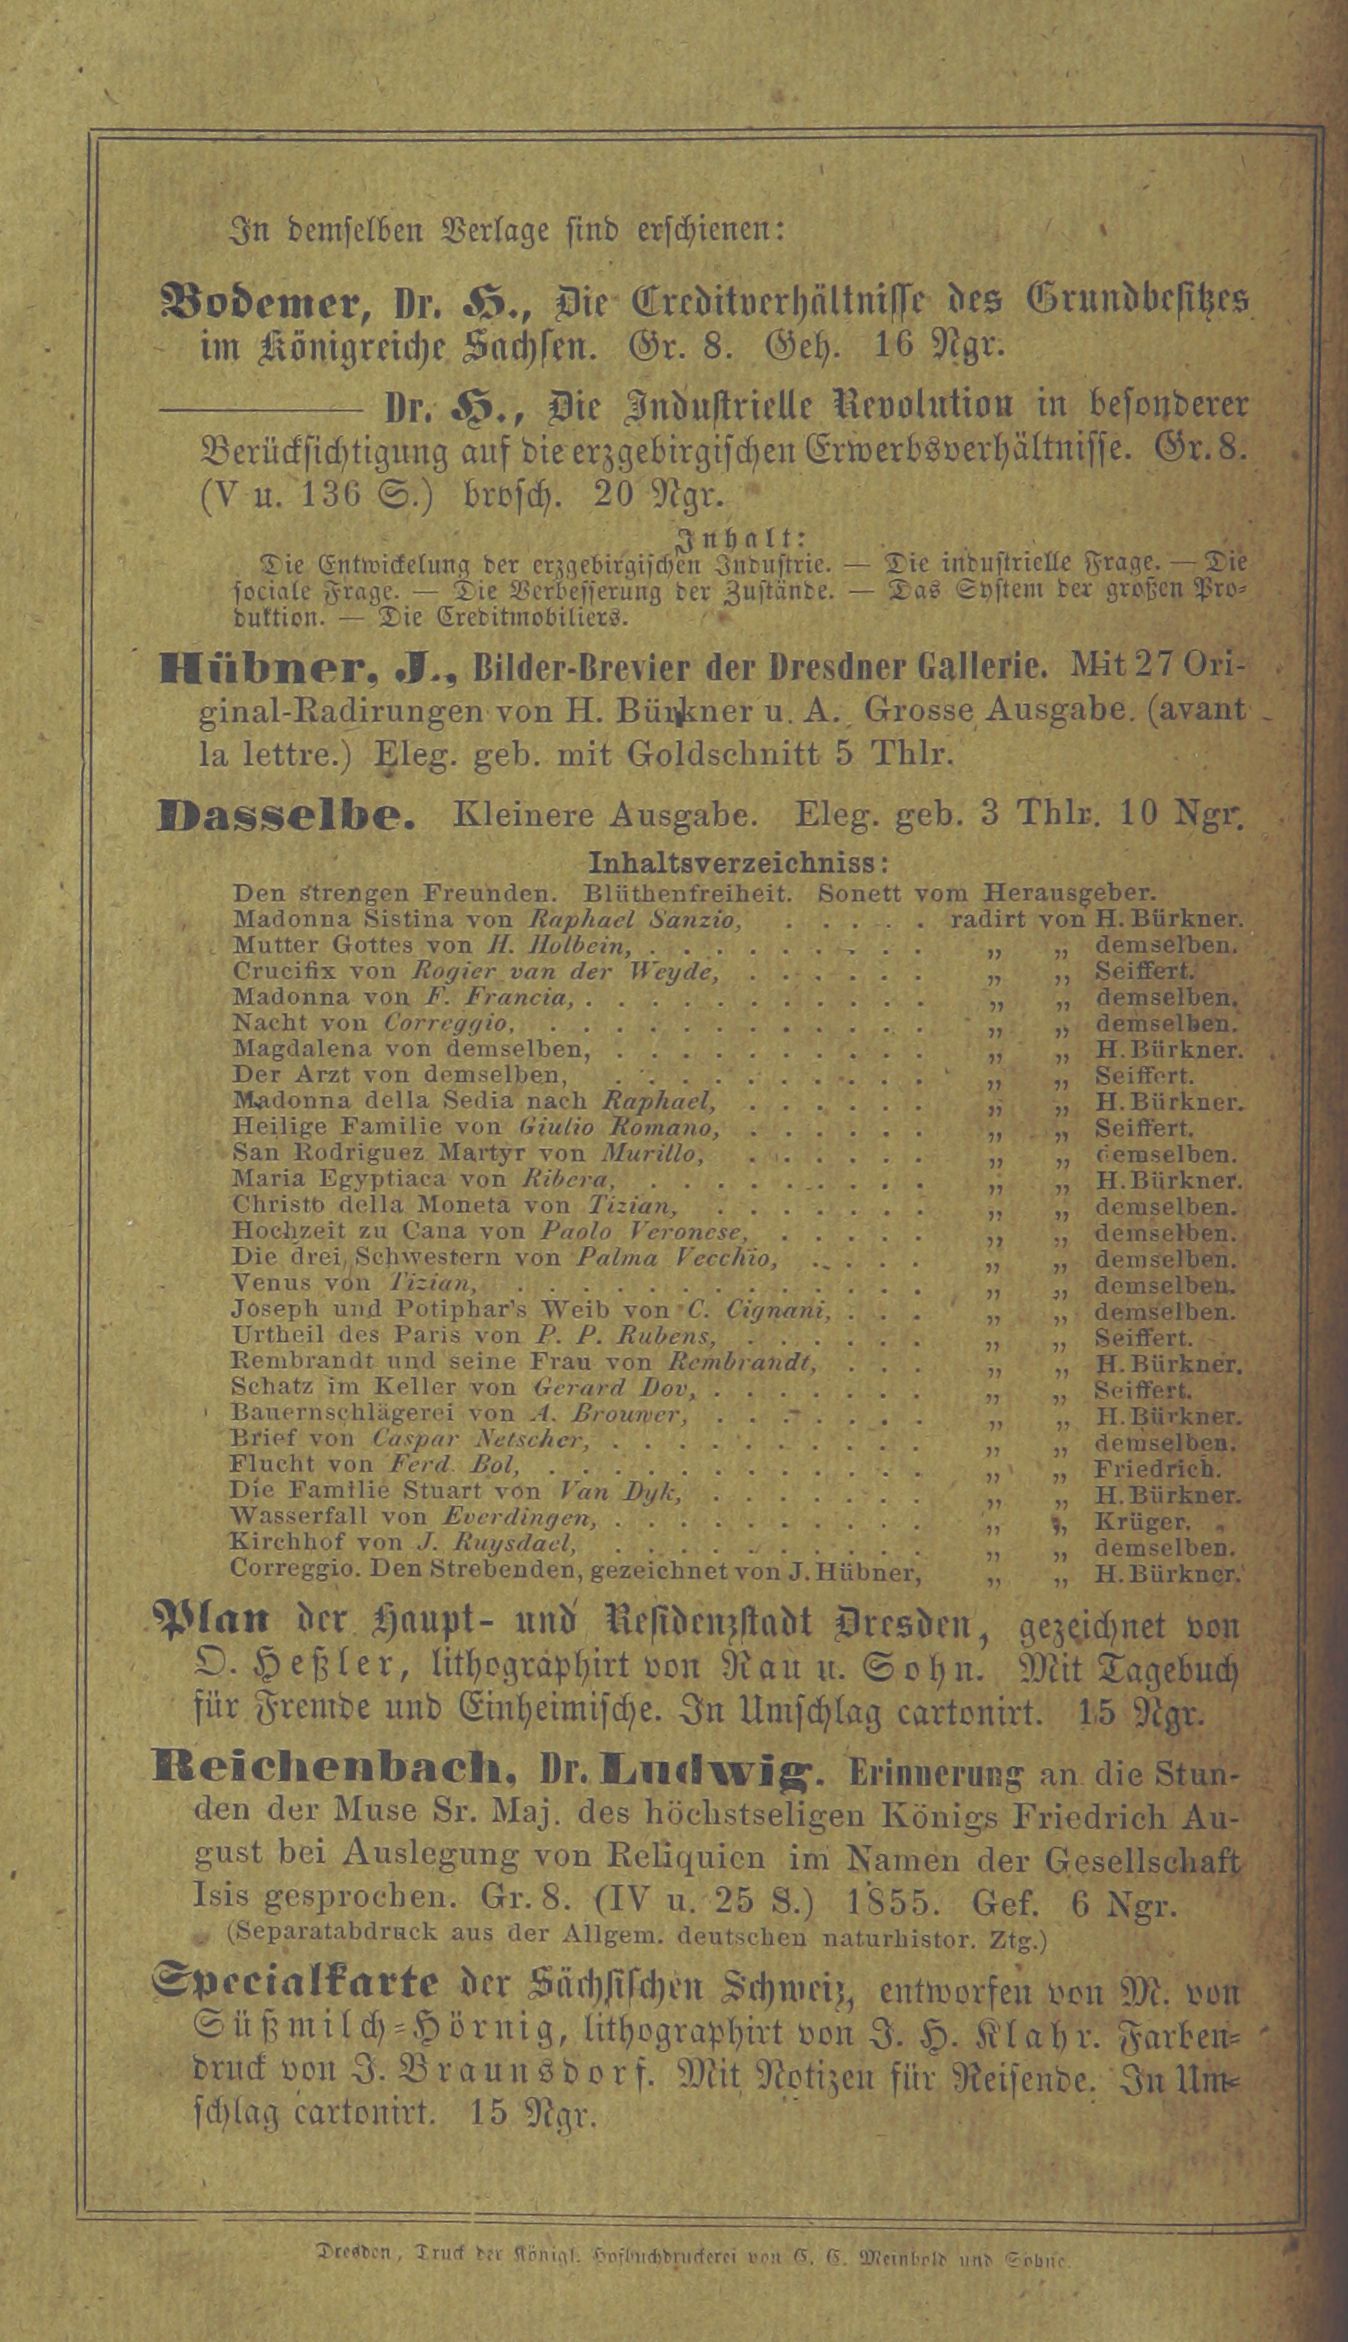 In demselben Verlage sind erschienen:
Bodemer, Dr. H., Die Creditverhältnisse des Grundbesitzes
im Königreiche Sachsen. Gr. 8. Geh. 16 Ngr.
——— Dr. H., Die Industrielle Revolution in besonderer
Berücksichtigung auf die erzgebirgischen Erwerbsverhältnisse. Gr. 8.
(V u. 136 S.) brosch. 20 Ngr.
Inhalt:
Die Entwickelung der erzgebirgischen Industrie. — Die industrielle Frage. — Die
sociale Frage. — Die Verbesserung der Zustände. — Das System der großen Pro-
duktion. — Die Creditmobiliers.
Hübner, J., Bilder-Brevier der Dresdner Gallerie. Mit 27 Ori-
ginal-Radirungen von H. Bürkner u. A. Grosse Ausgabe. (avant
la lettre.) Eleg. geb. mit Goldschnitt 5 Thlr.
Dasselbe. Kleinere Ausgabe. Eleg. geb. 3 Thlr. 10 Ngr.
Inhaltsverzeichniss:
Den strengen Freunden. Blüthenfreiheit. Sonett vom Herausgeber.
Madonna Sistina von Raphael Sanzio, . . . . . radirt von H. Bürkner.
Mutter Gottes von H. Holbein, . . . . . . . . . „ „ demselben.
Crucifix von Rogier van der Weyde, . . . . . . „ „ Seiffert.
Madonna von F. Francia, . . . . . . . . . . . „ „ demselben.
Nacht von Correggio, . . . . . . . . . . . . „ „ demselben.
Magdalena von demselben, . . . . . . . . . . „ „ H. Bürkner.
Der Arzt von demselben, . . . . . . . . . . „ „ Seiffert.
Madonna della Sedia nach Raphael, . . . . . . „ „ H. Bürkner.
Heilige Familie von Giulio Romano, . . . . . . „ „ Seiffert.
San Rodriguez Martyr von Murillo, . . . . . . „ „ demselben.
Maria Egyptiaca von Ribera, . . . . . . . . . „ „ H. Bürkner.
Christo della Moneta von Tizian, . . . . . . . „ „ demselben.
Hochzeit zu Cana von Paolo Veronese, . . . . . „ „ demselben.
Die drei Schwestern von Palma Vecchio, . . . . „ „ demselben.
Venus von Tizian, . . . . . . . . . . . . . „ „ demselben.
Joseph und Potiphar's Weib von C. Cignani, . . . „ „ demselben.
Urtheil des Paris von P. P. Rubens, . . . . . . „ „ Seiffert.
Rembrandt und seine Frau von Rembrandt, . . . „ „ H. Bürkner.
Schatz im Keller von Gerard Dov, . . . . . . . „ „ Seiffert.
Bauernschlägerei von A. Brouwer, . . . . . . . „ „ H. Bürkner.
Brief von Caspar Netscher, . . . . . . . . . . „ „ demselben.
Flucht von Ferd. Bol, . . . . . . . . . . . . „ „ Friedrich.
Die Familie Stuart von Van Dyk, . . . . . . . „ „ H. Bürkner.
Wasserfall von Everdingen, . . . . . . . . . . „ „ Krüger.
Kirchhof von J. Ruysdael, . . . . . . . . . . „ „ demselben.
Correggio. Den Strebenden, gezeichnet von J. Hübner, „ „ H. Bürkner.
Plan der Haupt- und Residenzstadt Dresden, gezeichnet von
O. Heßler, lithographirt von Rau u. Sohn. Mit Tagebuch
für Fremde und Einheimische. In Umschlag cartonirt. 15 Ngr.
Reichenbach, Dr. Ludwig. Erinnerung an die Stun-
den der Muse Sr. Maj. des höchstseligen Königs Friedrich Au-
gust bei Auslegung von Reliquien im Namen der Gesellschaft
Isis gesprochen. Gr. 8. (IV u. 25 S.) 1855. Gef. 6 Ngr.
(Separatabdruck aus der Allgem. deutschen naturhistor. Ztg.)
Specialkarte der Sächsischen Schweiz, entworfen von M. von
Süßmilch-Hörnig, lithographirt von J. H. Klahr. Farben-
druck von J. Braunsdorf. Mit Notizen für Reisende. In Um-
schlag cartonirt. 15 Ngr.
Dresden, Druck der Königl. Hofbuchdruckerei von C. C. Meinhold und Söhne.